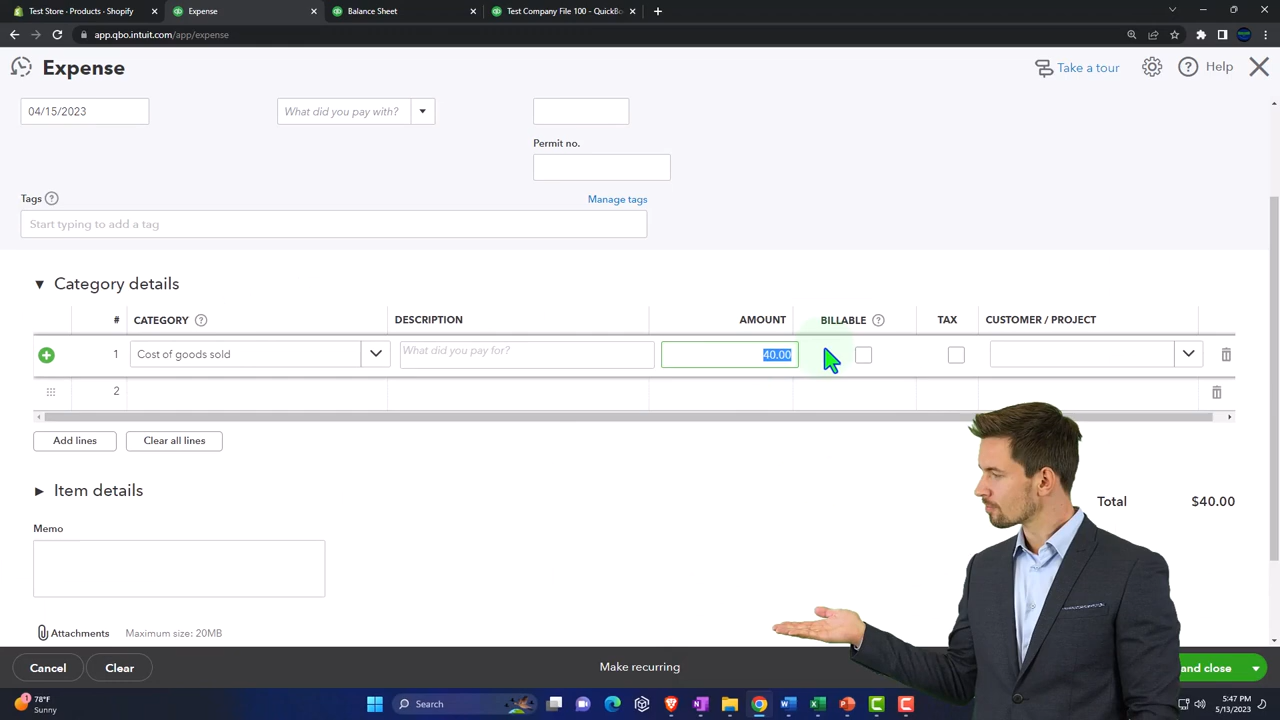 Test Store · Products · Shopify
Expense
Balance Sheet
Test Company File 100 - QuickBo
app.qbo.intuit.com/app/expense
Expense
Take a tour
Help
04/15/2023
What did you pay with?
Permit no.
Tags
Manage tags
Start typing to add a tag
Category details
# CATEGORY DESCRIPTION AMOUNT BILLABLE TAX CUSTOMER / PROJECT
1 Cost of goods sold What did you pay for? 40.00
2
Add lines Clear all lines
Item details
Total $40.00
Memo
Attachments Maximum size: 20MB
Cancel Clear Make recurring and close
78°F
Sunny
Search
5:47 PM
5/13/2023